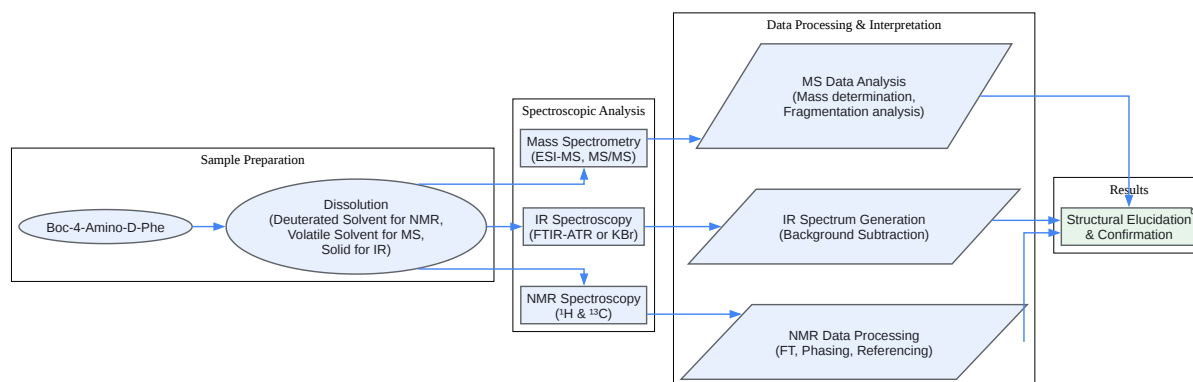 Sample Preparation
Boc-4-Amino-D-Phe
Dissolution
(Deuterated Solvent for NMR,
Volatile Solvent for MS,
Solid for IR)
Spectroscopic Analysis
Mass Spectrometry
(ESI-MS, MS/MS)
IR Spectroscopy
(FTIR-ATR or KBr)
NMR Spectroscopy
(¹H & ¹³C)
Data Processing & Interpretation
MS Data Analysis
(Mass determination,
Fragmentation analysis)
IR Spectrum Generation
(Background Subtraction)
NMR Data Processing
(FT, Phasing, Referencing)
Results
Structural Elucidation
& Confirmation